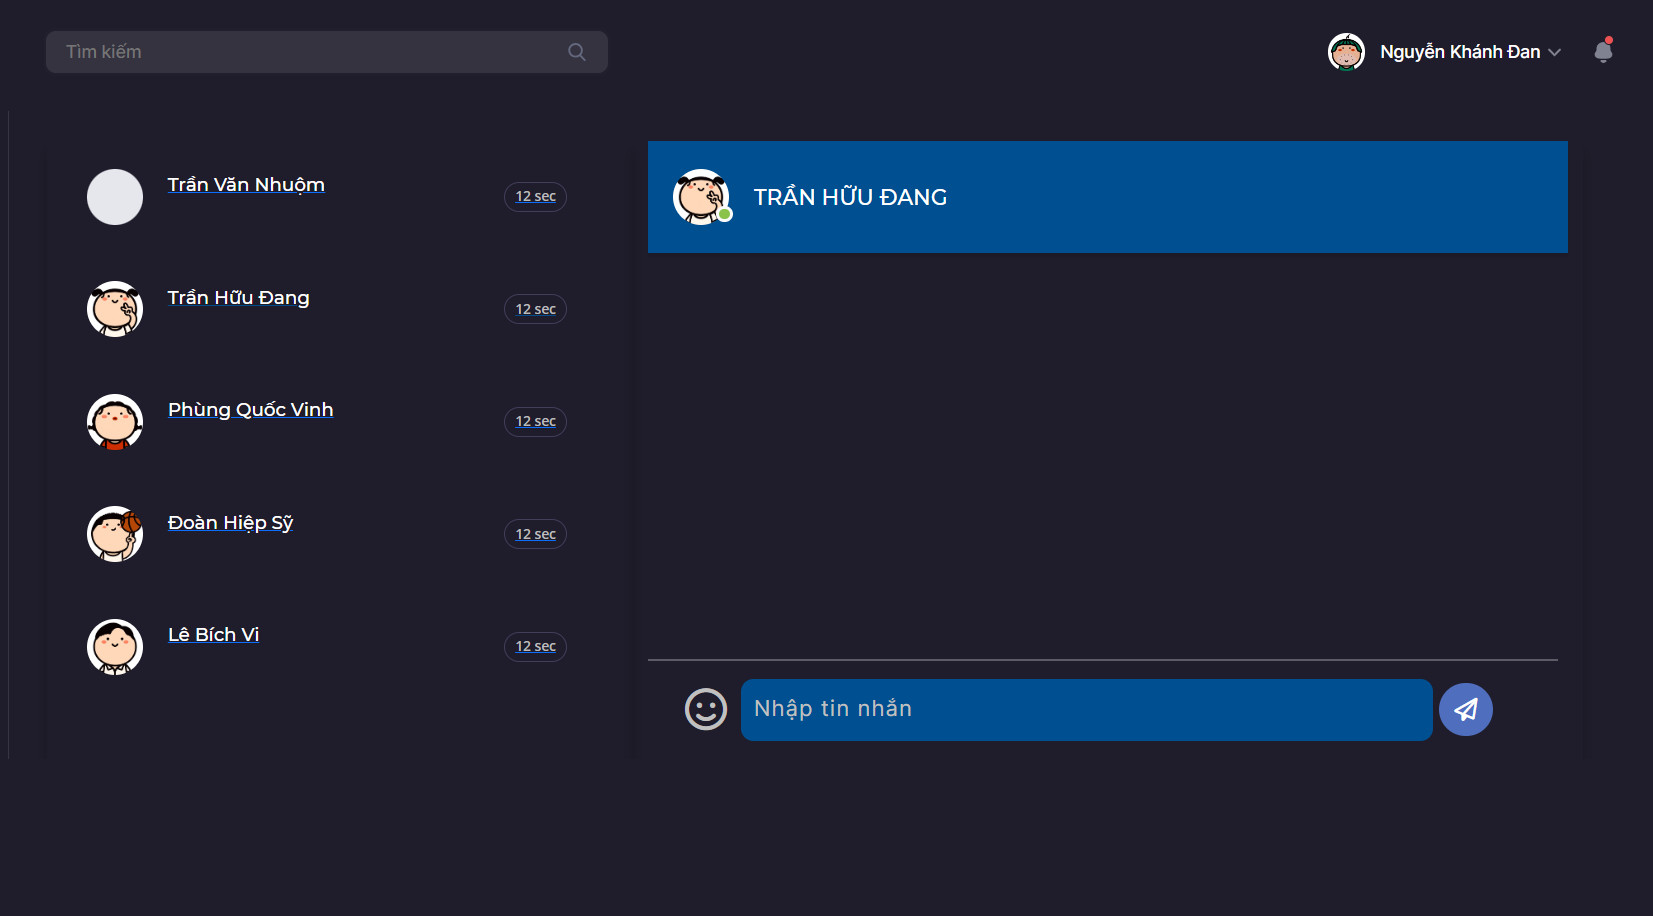 Tìm kiếm
Nguyễn Khánh Đan
Trần Văn Nhuộm
12 sec
Trần Hữu Đang
12 sec
Phùng Quốc Vinh
12 sec
Đoàn Hiệp Sỹ
12 sec
Lê Bích Vi
12 sec
TRẦN HỮU ĐANG
Nhập tin nhắn